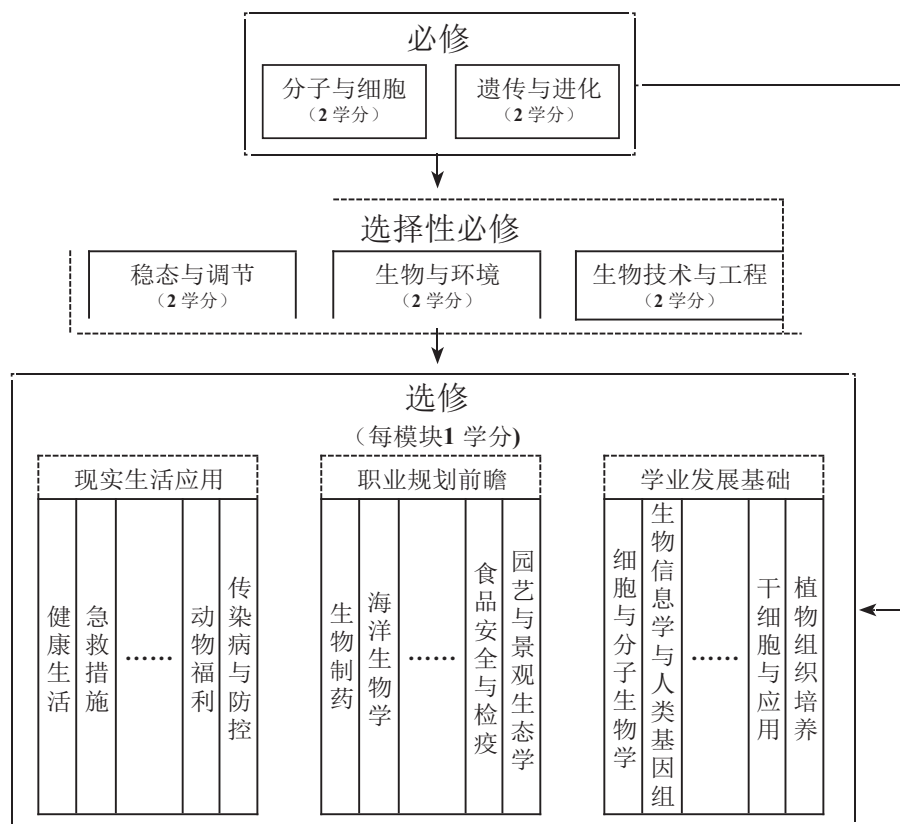 必修
分子与细胞
（2 学分）
遗传与进化
（2 学分）
选择性必修
稳态与调节
（2 学分）
生物与环境
（2 学分）
生物技术与工程
（2 学分）
选修
（每模块1 学分)
现实生活应用
健康生活
急救措施
……
动物福利
传染病与防控
职业规划前瞻
生物制药
海洋生物学
……
食品安全与检疫
园艺与景观生态学
学业发展基础
细胞与分子生物学
生物信息学与人类基因组
……
干细胞与应用
植物组织培养